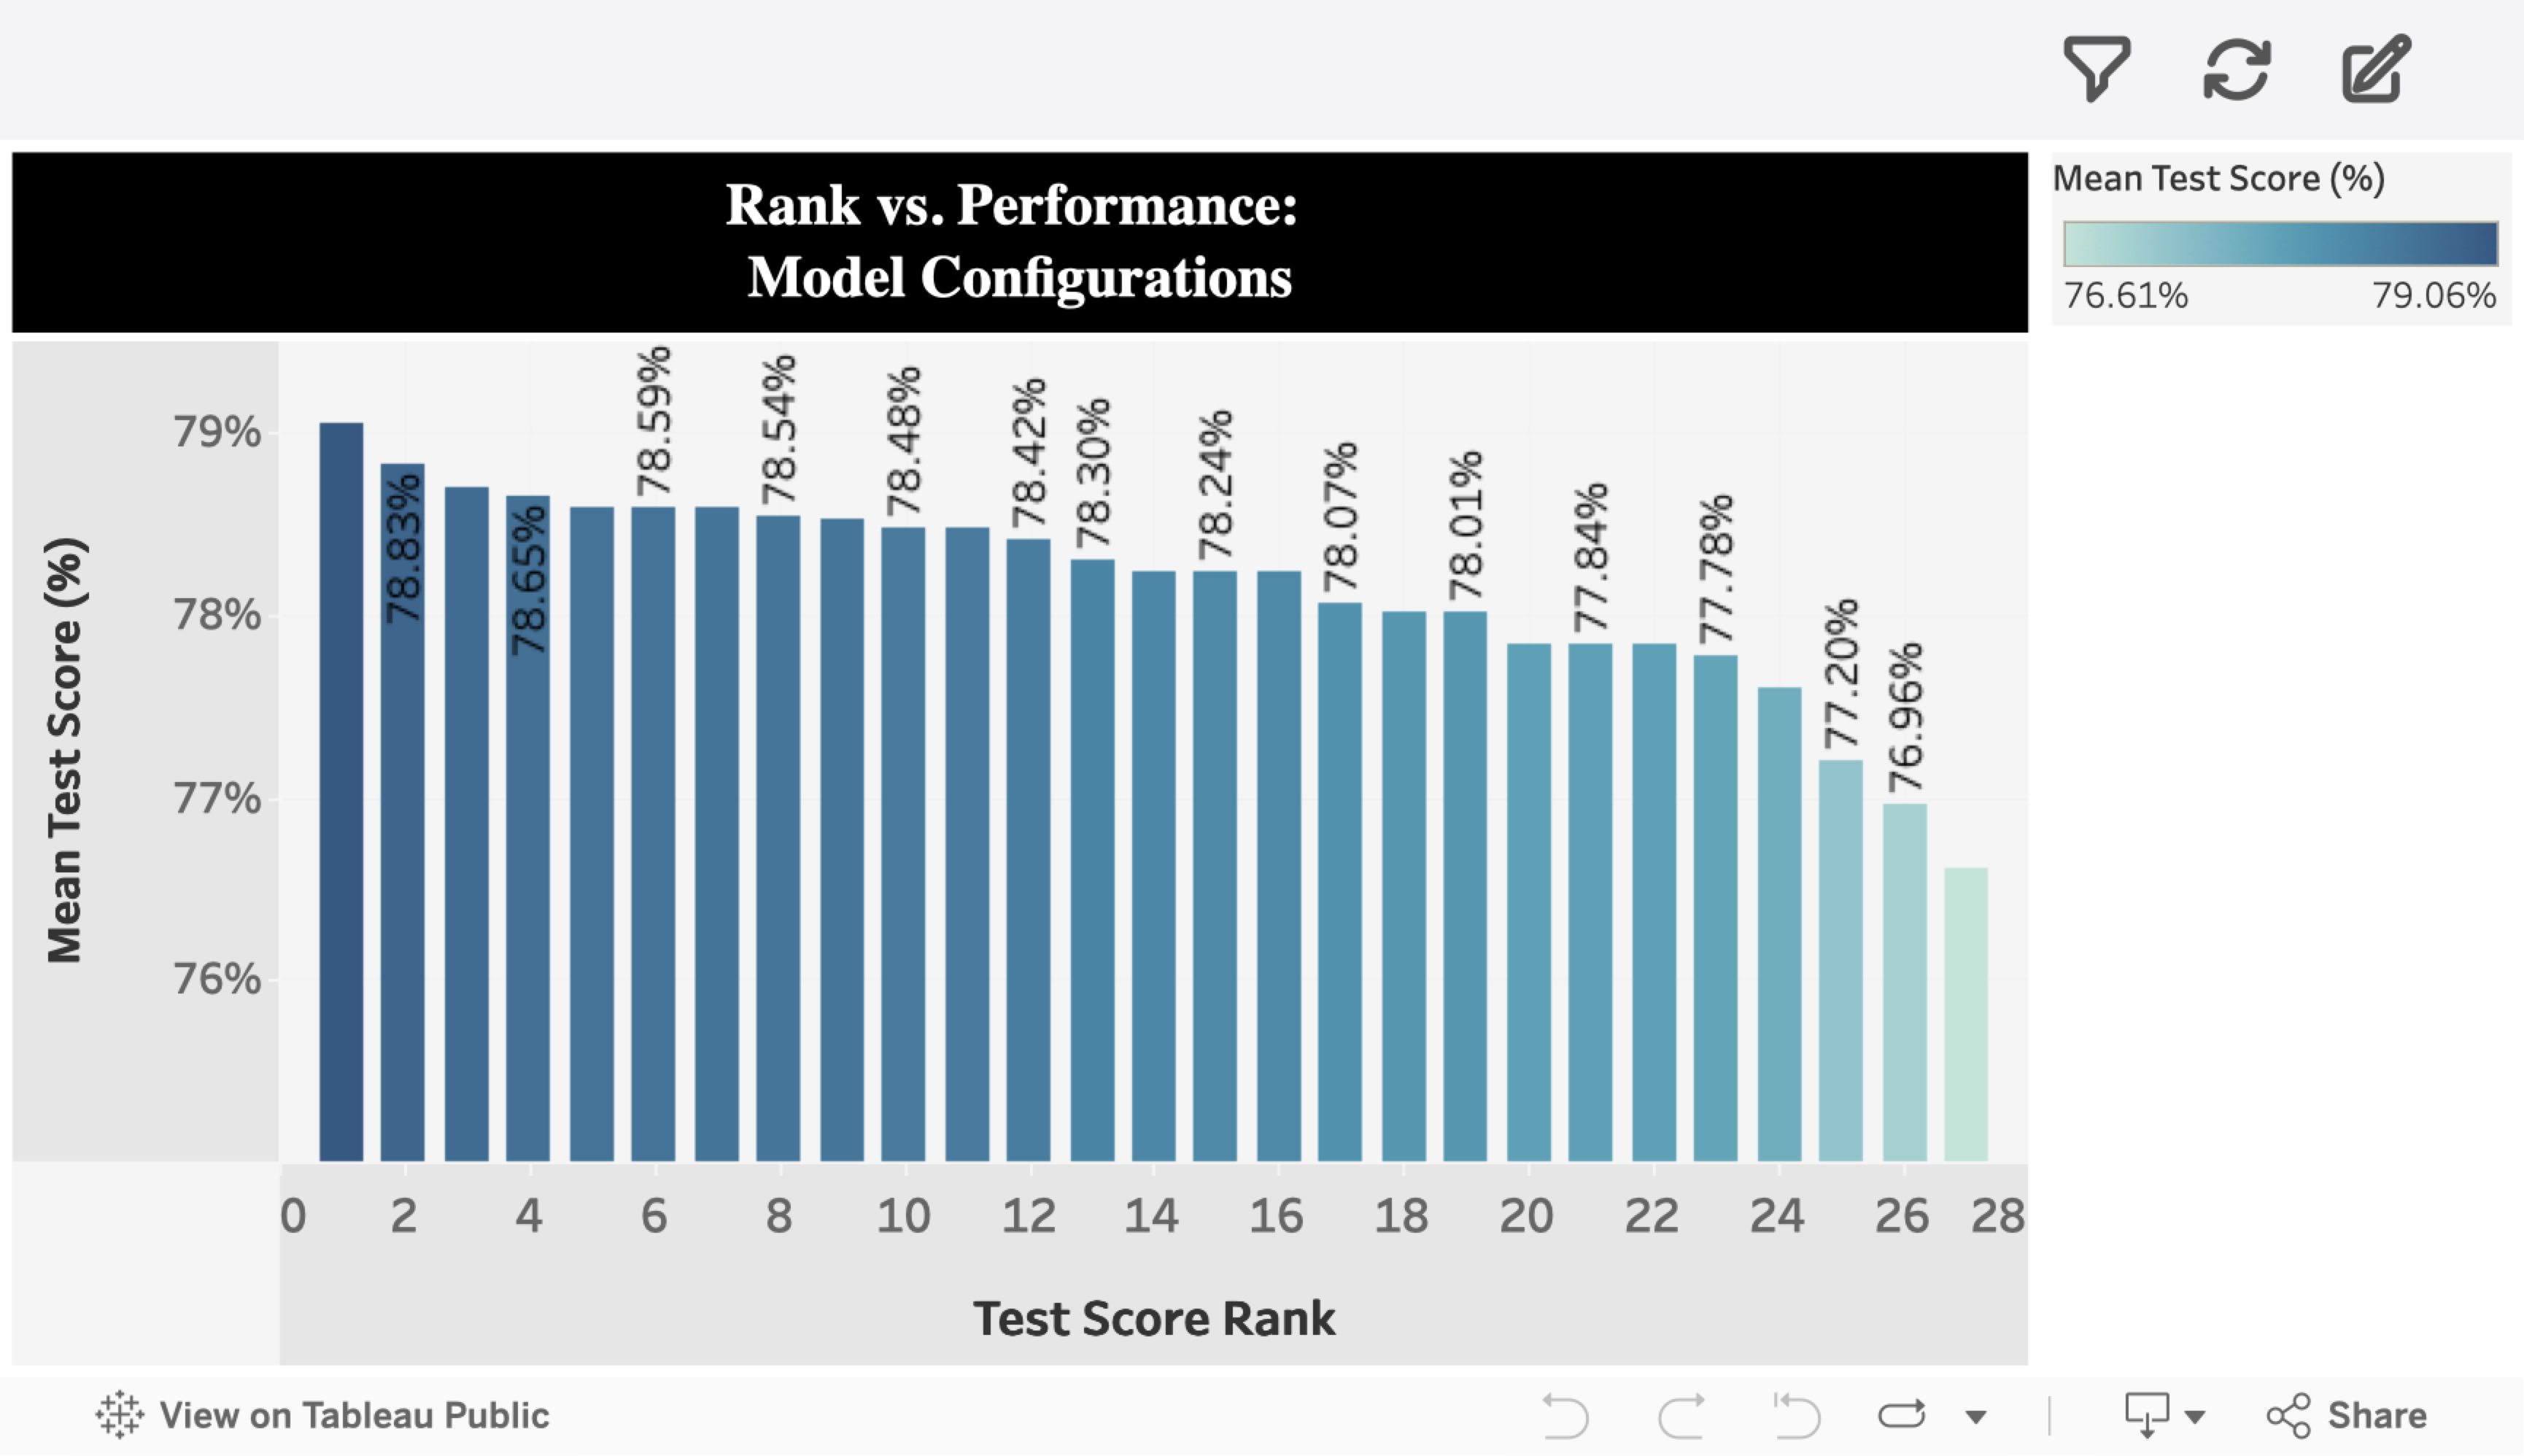 Rank vs. Performance:
Model Configurations
Mean Test Score (%)
76.61% 79.06%
Mean Test Score (%)
79%
78%
77%
76%
78.83%
78.65%
78.59%
78.54%
78.48%
78.42%
78.30%
78.24%
78.07%
78.01%
77.84%
77.78%
77.20%
76.96%
0 2 4 6 8 10 12 14 16 18 20 22 24 26 28
Test Score Rank
View on Tableau Public
Share